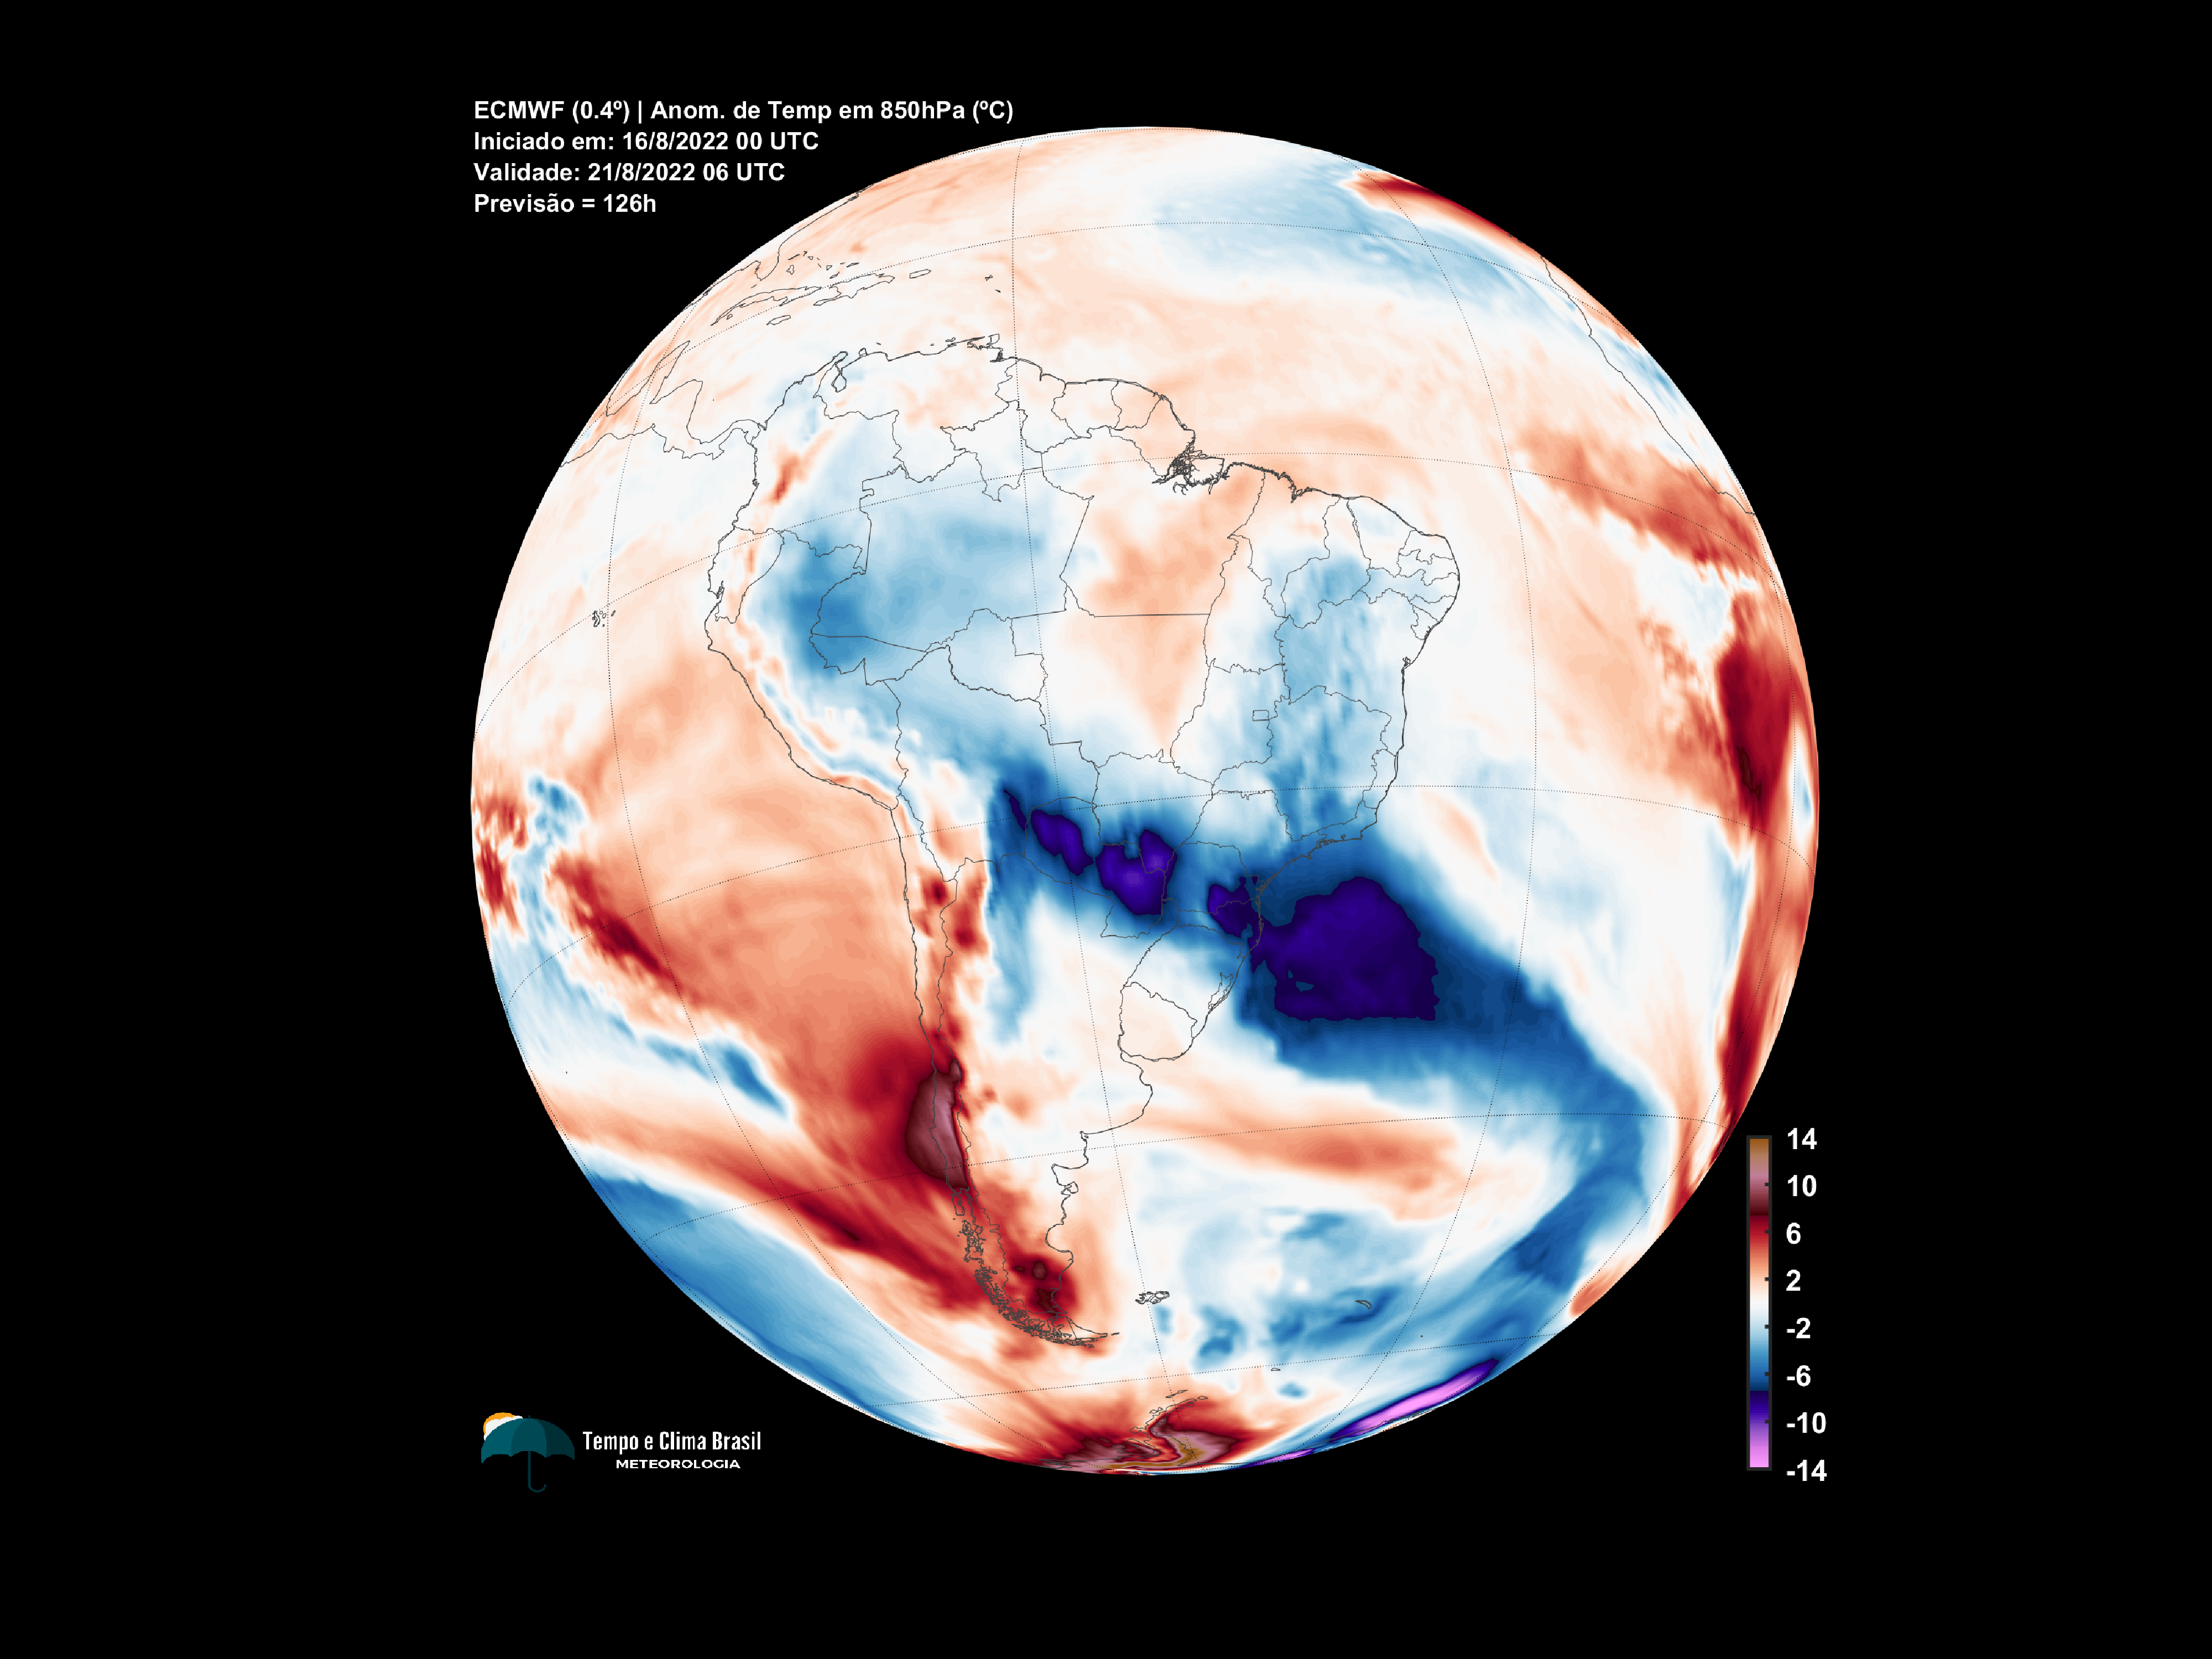 ECMWF (0.4º) | Anom. de Temp em 850hPa (ºC)
Iniciado em: 16/8/2022 00 UTC
Validade: 21/8/2022 06 UTC
Previsão = 126h
14
10
6
2
-2
-6
-10
-14
Tempo e Clima Brasil
METEOROLOGIA